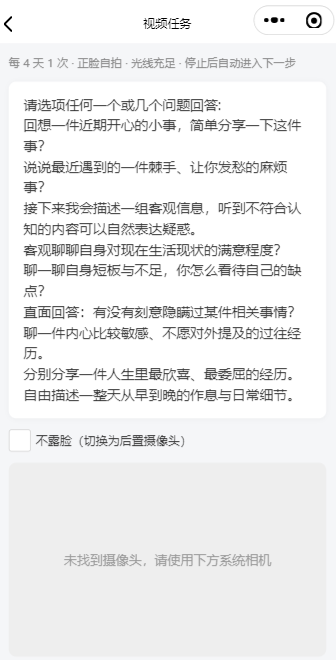 视频任务
每 4 天 1 次 · 正脸自拍 · 光线充足 · 停止后自动进入下一步
请选项任何一个或几个问题回答:
回想一件近期开心的小事，简单分享一下这件
事?
说说最近遇到的一件棘手、让你发愁的麻烦
事?
接下来我会描述一组客观信息，听到不符合认
知的内容可以自然表达疑惑。
客观聊聊自身对现在生活现状的满意程度?
聊一聊自身短板与不足，你怎么看待自己的缺
点?
直面回答：有没有刻意隐瞒过某件相关事情?
聊一件内心比较敏感、不愿对外提及的过往经
历。
分别分享一件人生里最欣喜、最委屈的经历。
自由描述一整天从早到晚的作息与日常细节。
不露脸（切换为后置摄像头）
未找到摄像头，请使用下方系统相机